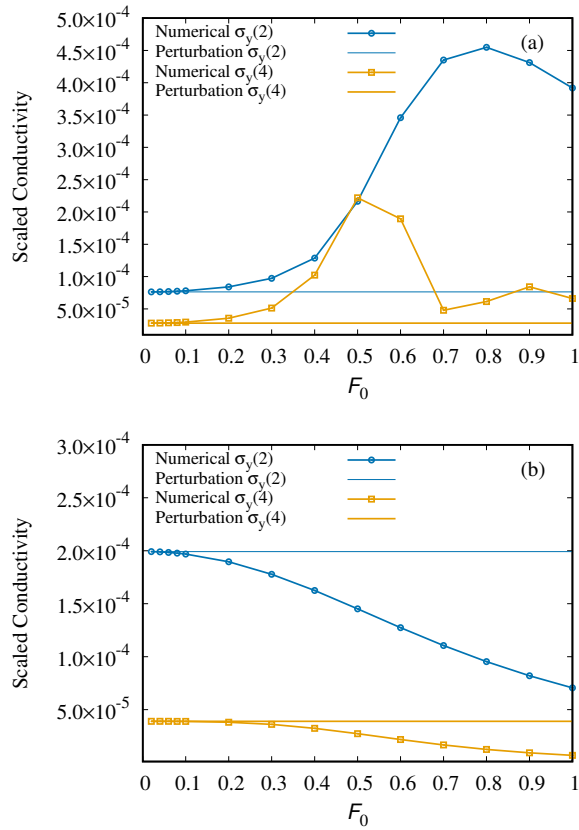 5.0×10⁻⁴
4.5×10⁻⁴
4.0×10⁻⁴
3.5×10⁻⁴
3.0×10⁻⁴
2.5×10⁻⁴
2.0×10⁻⁴
1.5×10⁻⁴
1.0×10⁻⁴
5.0×10⁻⁵
Scaled Conductivity
Numerical σy(2)
Perturbation σy(2)
Numerical σy(4)
Perturbation σy(4)
(a)
0 0.1 0.2 0.3 0.4 0.5 0.6 0.7 0.8 0.9 1
F₀
3.0×10⁻⁴
2.5×10⁻⁴
2.0×10⁻⁴
1.5×10⁻⁴
1.0×10⁻⁴
5.0×10⁻⁵
Scaled Conductivity
Numerical σy(2)
Perturbation σy(2)
Numerical σy(4)
Perturbation σy(4)
(b)
0 0.1 0.2 0.3 0.4 0.5 0.6 0.7 0.8 0.9 1
F₀